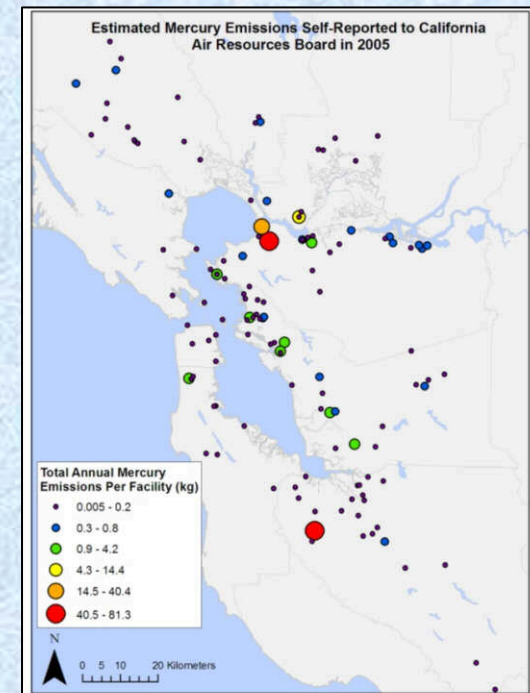 Estimated Mercury Emissions Self-Reported to California
Air Resources Board in 2005
Total Annual Mercury
Emissions Per Facility (kg)
0.005 - 0.2
0.3 - 0.8
0.9 - 4.2
4.3 - 14.4
14.5 - 40.4
40.5 - 81.3
N
0 5 10 20 Kilometers